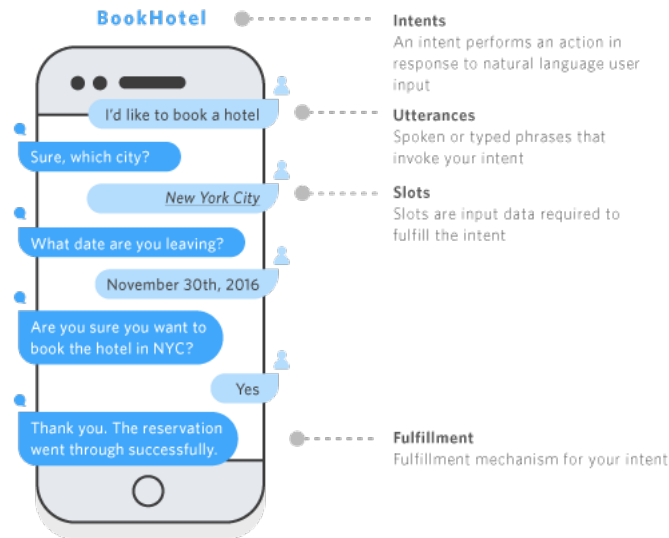 BookHotel
Intents
An intent performs an action in
response to natural language user
input
I'd like to book a hotel
Utterances
Spoken or typed phrases that
invoke your intent
Sure, which city?
New York City
Slots
Slots are input data required to
fulfill the intent
What date are you leaving?
November 30th, 2016
Are you sure you want to
book the hotel in NYC?
Yes
Thank you. The reservation
went through successfully.
Fulfillment
Fulfillment mechanism for your intent